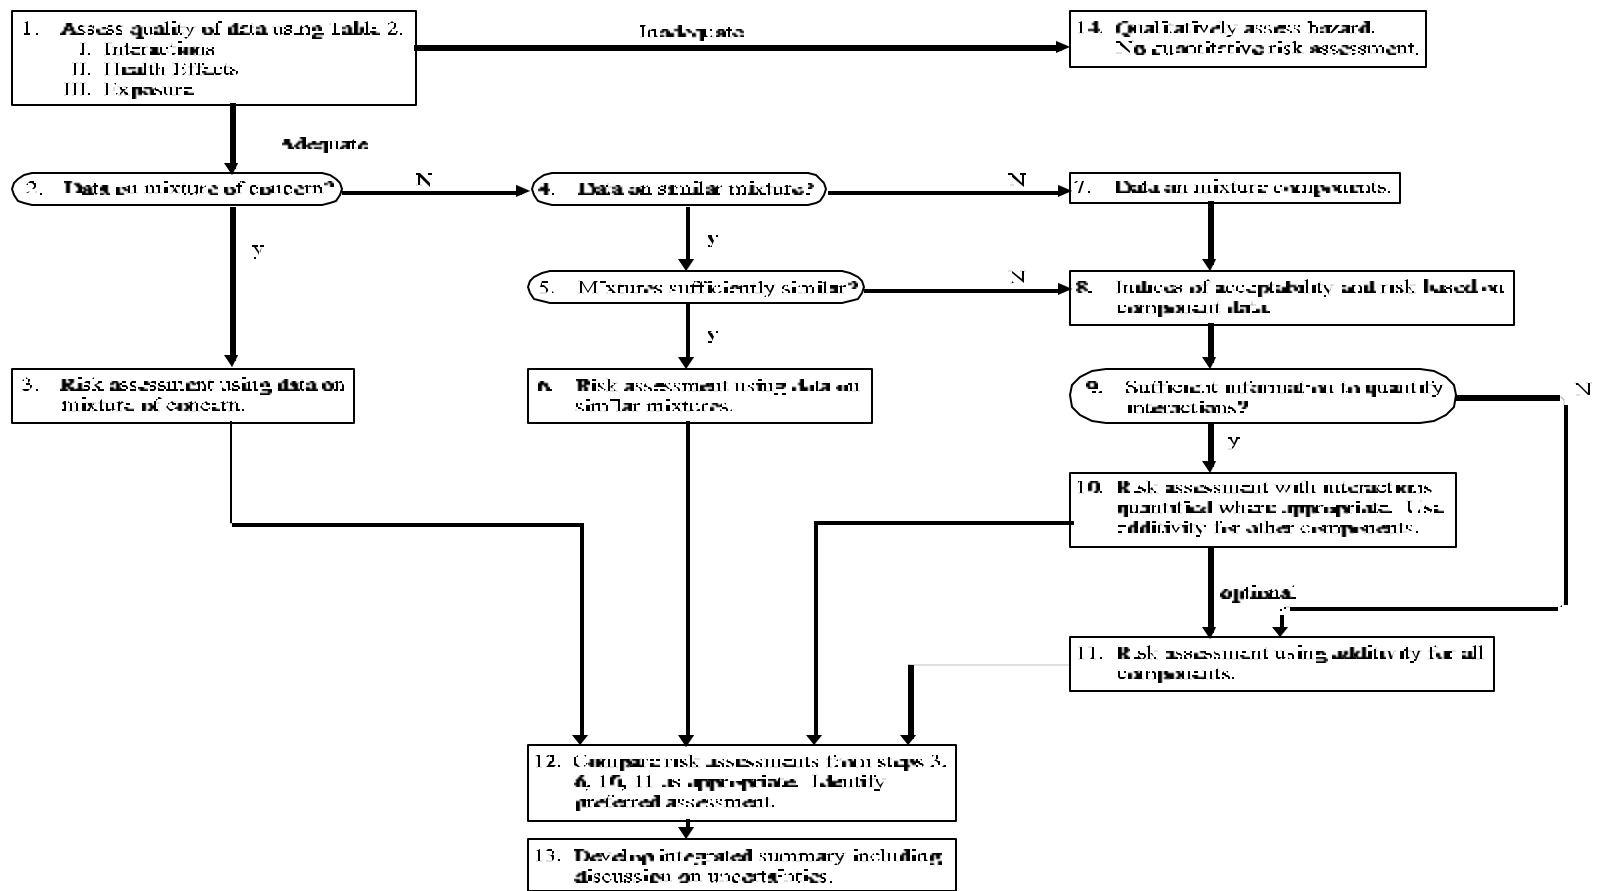 1. Assess quality of data using Table 2.
I. Interactions
II. Health Effects
III. Exposure
Inadequate
14. Qualitatively assess hazard.
No quantitative risk assessment.
Adequate
2. Data on mixture of concern?
N
4. Data on similar mixture?
N
7. Data on mixture components.
y
y
5. Mixtures sufficiently similar?
N
8. Indices of acceptability and risk based on
component data.
y
3. Risk assessment using data on
mixture of concern.
6. Risk assessment using data on
similar mixtures.
9. Sufficient information to quantify
interactions?
N
y
10. Risk assessment with interactions
quantified where appropriate. Use
additivity for other components.
optional
11. Risk assessment using additivity for all
components.
12. Compare risk assessments from steps 3,
6, 10, 11 as appropriate. Identify
preferred assessment.
13. Develop integrated summary including
discussion on uncertainties.